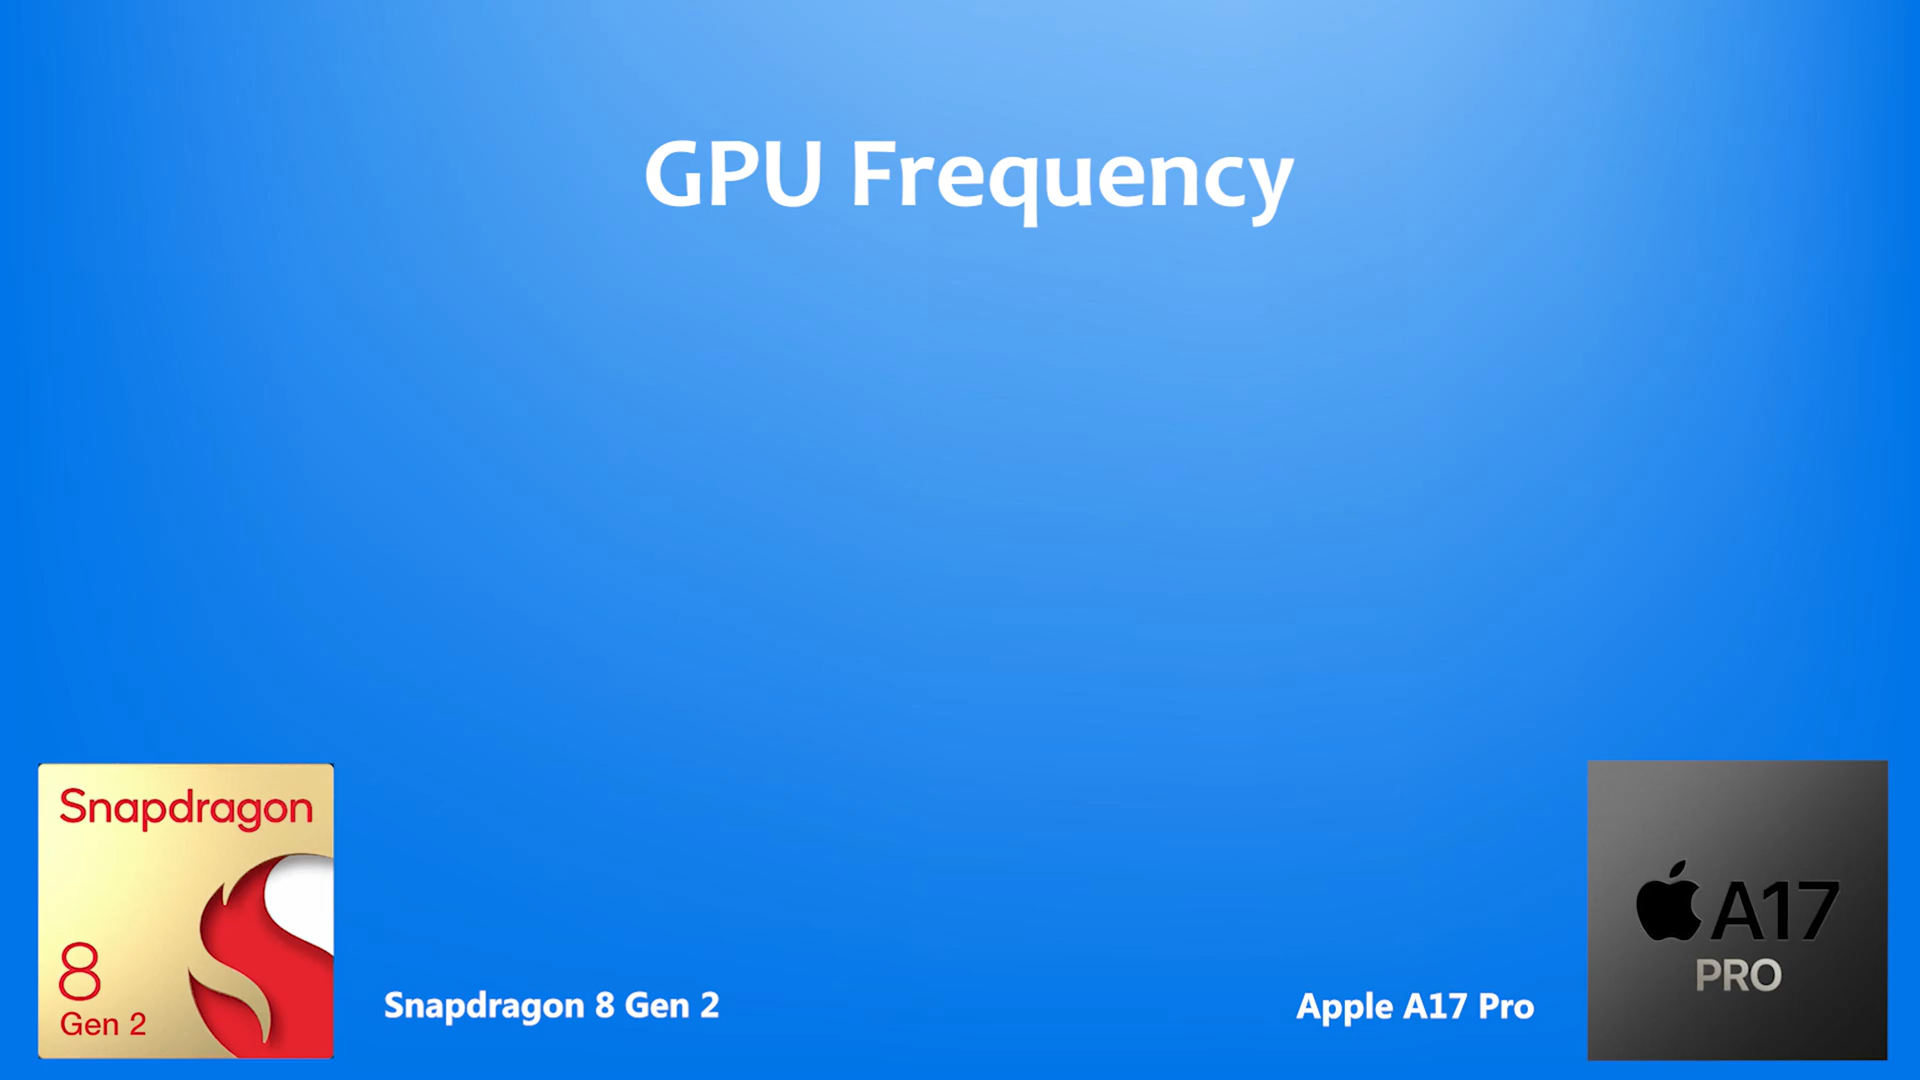 GPU Frequency
Snapdragon
8
Gen 2
Snapdragon 8 Gen 2
Apple A17 Pro
A17
PRO